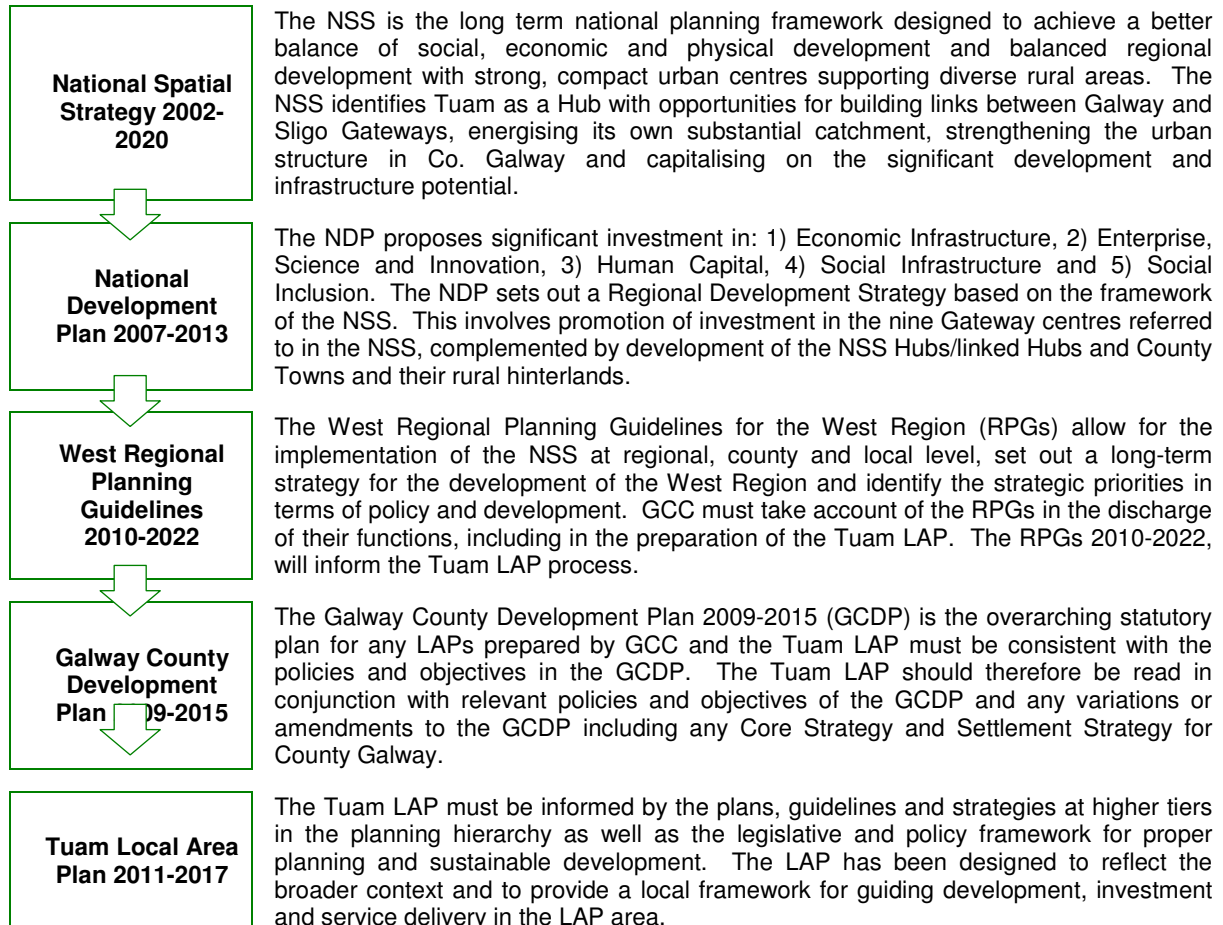 National Spatial
Strategy 2002-
2020
The NSS is the long term national planning framework designed to achieve a better
balance of social, economic and physical development and balanced regional
development with strong, compact urban centres supporting diverse rural areas. The
NSS identifies Tuam as a Hub with opportunities for building links between Galway and
Sligo Gateways, energising its own substantial catchment, strengthening the urban
structure in Co. Galway and capitalising on the significant development and
infrastructure potential.
National
Development
Plan 2007-2013
The NDP proposes significant investment in: 1) Economic Infrastructure, 2) Enterprise,
Science and Innovation, 3) Human Capital, 4) Social Infrastructure and 5) Social
Inclusion. The NDP sets out a Regional Development Strategy based on the framework
of the NSS. This involves promotion of investment in the nine Gateway centres referred
to in the NSS, complemented by development of the NSS Hubs/linked Hubs and County
Towns and their rural hinterlands.
West Regional
Planning
Guidelines
2010-2022
The West Regional Planning Guidelines for the West Region (RPGs) allow for the
implementation of the NSS at regional, county and local level, set out a long-term
strategy for the development of the West Region and identify the strategic priorities in
terms of policy and development. GCC must take account of the RPGs in the discharge
of their functions, including in the preparation of the Tuam LAP. The RPGs 2010-2022,
will inform the Tuam LAP process.
Galway County
Development
Plan 09-2015
The Galway County Development Plan 2009-2015 (GCDP) is the overarching statutory
plan for any LAPs prepared by GCC and the Tuam LAP must be consistent with the
policies and objectives in the GCDP. The Tuam LAP should therefore be read in
conjunction with relevant policies and objectives of the GCDP and any variations or
amendments to the GCDP including any Core Strategy and Settlement Strategy for
County Galway.
Tuam Local Area
Plan 2011-2017
The Tuam LAP must be informed by the plans, guidelines and strategies at higher tiers
in the planning hierarchy as well as the legislative and policy framework for proper
planning and sustainable development. The LAP has been designed to reflect the
broader context and to provide a local framework for guiding development, investment
and service delivery in the LAP area.